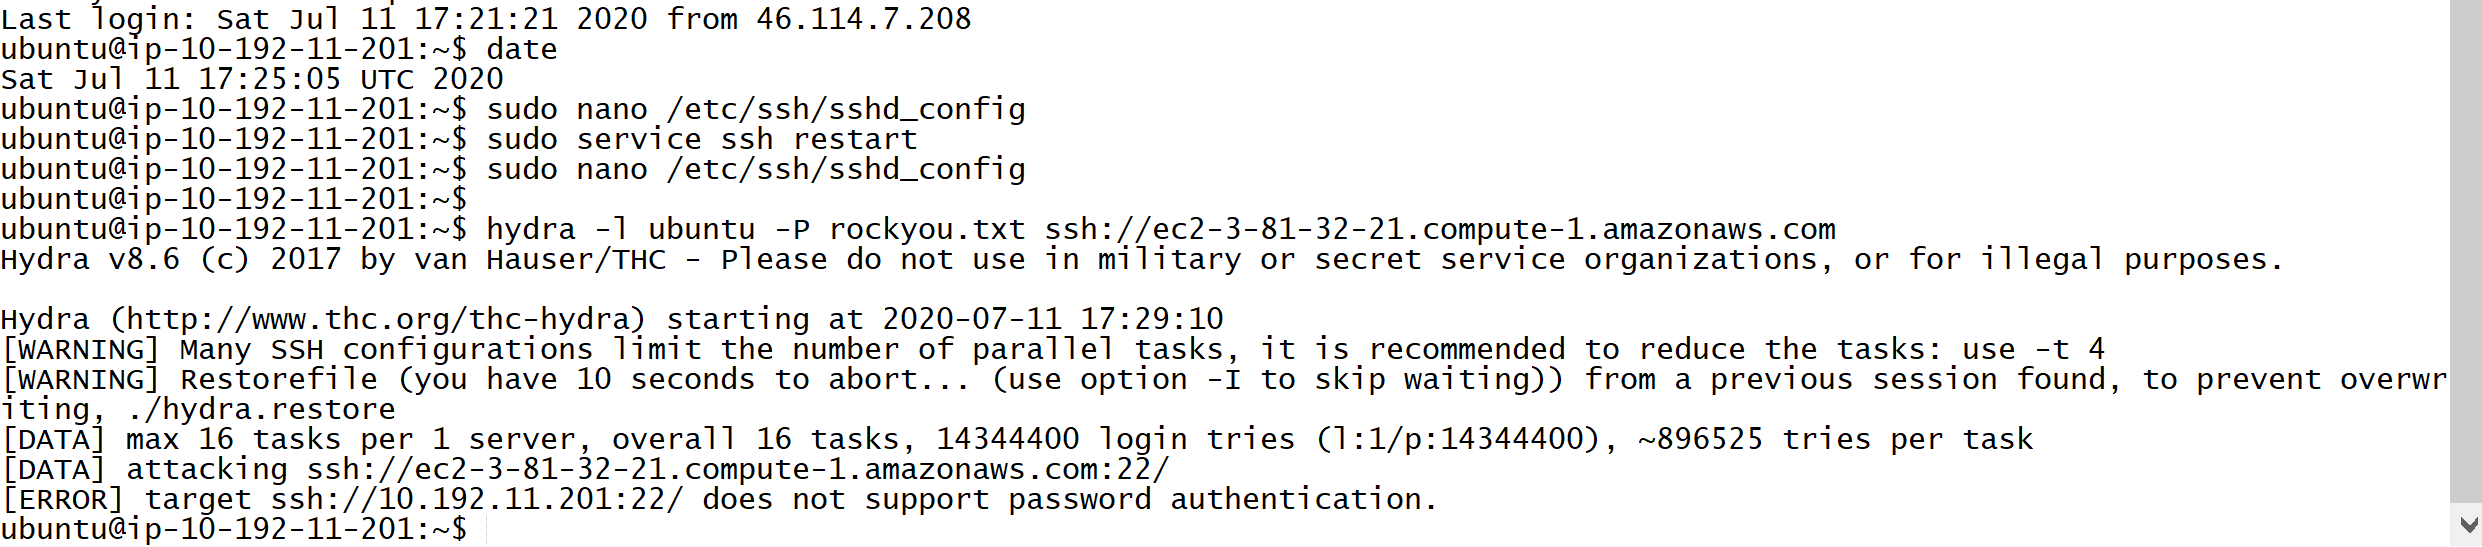 Last login: Sat Jul 11 17:21:21 2020 from 46.114.7.208
ubuntu@ip-10-192-11-201:~$ date
Sat Jul 11 17:25:05 UTC 2020
ubuntu@ip-10-192-11-201:~$ sudo nano /etc/ssh/sshd_config
ubuntu@ip-10-192-11-201:~$ sudo service ssh restart
ubuntu@ip-10-192-11-201:~$ sudo nano /etc/ssh/sshd_config
ubuntu@ip-10-192-11-201:~$
ubuntu@ip-10-192-11-201:~$ hydra -l ubuntu -P rockyou.txt ssh://ec2-3-81-32-21.compute-1.amazonaws.com
Hydra v8.6 (c) 2017 by van Hauser/THC - Please do not use in military or secret service organizations, or for illegal purposes.

Hydra (http://www.thc.org/thc-hydra) starting at 2020-07-11 17:29:10
[WARNING] Many SSH configurations limit the number of parallel tasks, it is recommended to reduce the tasks: use -t 4
[WARNING] Restorefile (you have 10 seconds to abort... (use option -I to skip waiting)) from a previous session found, to prevent overwr
iting, ./hydra.restore
[DATA] max 16 tasks per 1 server, overall 16 tasks, 14344400 login tries (l:1/p:14344400), ~896525 tries per task
[DATA] attacking ssh://ec2-3-81-32-21.compute-1.amazonaws.com:22/
[ERROR] target ssh://10.192.11.201:22/ does not support password authentication.
ubuntu@ip-10-192-11-201:~$